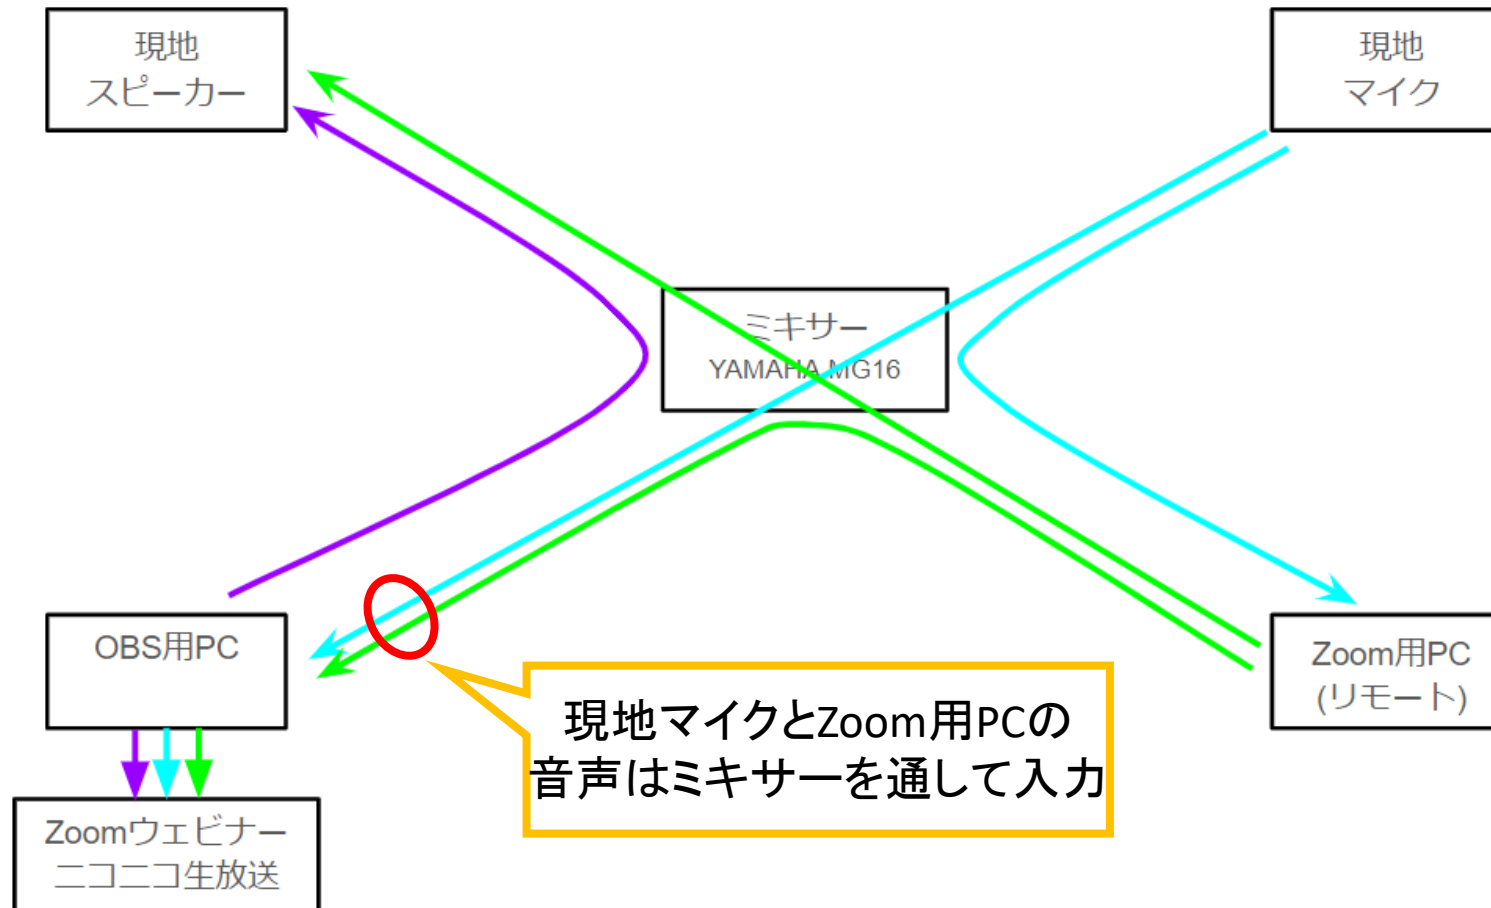 現地
スピーカー
現地
マイク
ミキサー
YAMAHA MG16
OBS用PC
Zoom用PC
(リモート)
現地マイクとZoom用PCの
音声はミキサーを通して入力
Zoomウェビナー
ニコニコ生放送